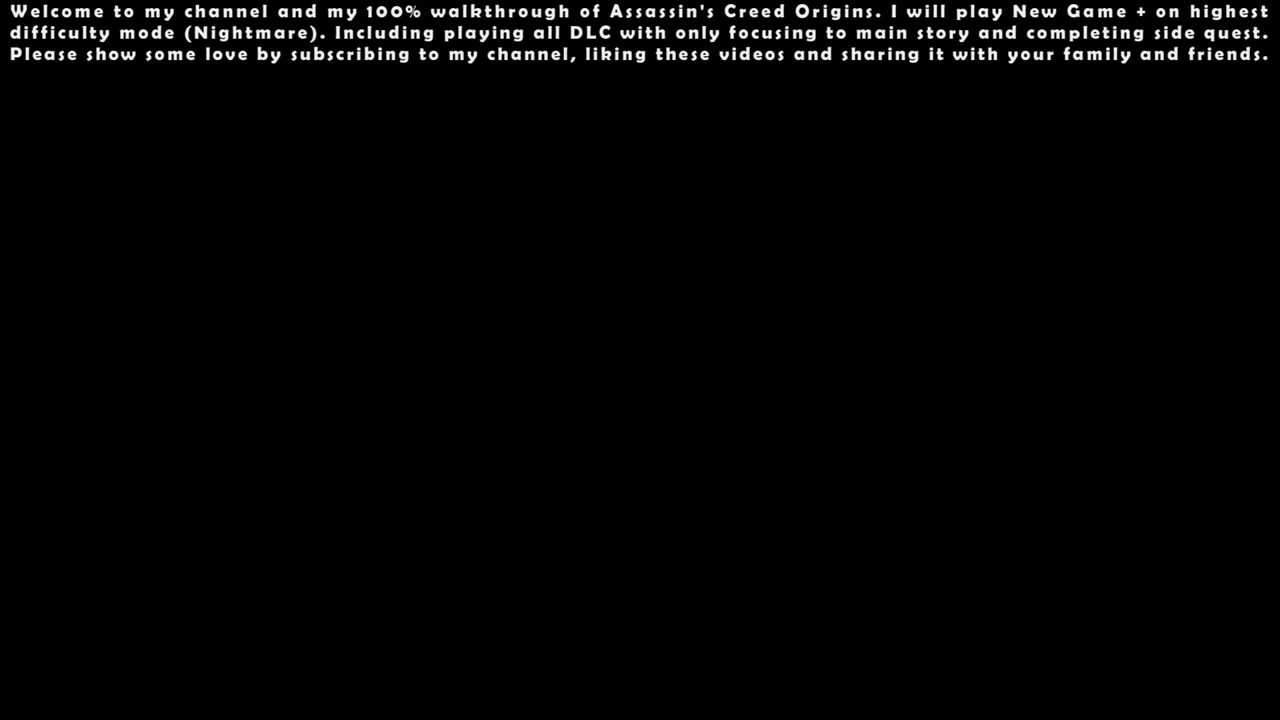 Welcome to my channel and my 100% walkthrough of Assassin's Creed Origins. I will play New Game + on highest
difficulty mode (Nightmare). Including playing all DLC with only focusing to main story and completing side quest.
Please show some love by subscribing to my channel, liking these videos and sharing it with your family and friends.